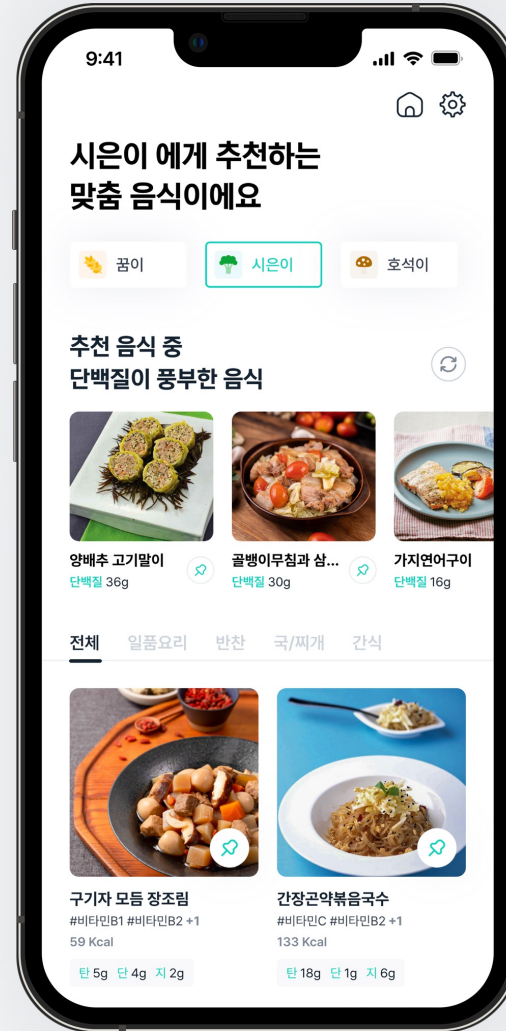 9:41
시은이 에게 추천하는
맞춤 음식이에요
꿈이
시은이
호석이
추천 음식 중
단백질이 풍부한 음식
양배추 고기말이
단백질 36g
골뱅이무침과 삼...
단백질 30g
가지연어구이
단백질 16g
전체 일품요리 반찬 국/찌개 간식
구기자 모듬 장조림
#비타민B1 #비타민B2 +1
59 Kcal
탄 5g 단 4g 지 2g
간장곤약볶음국수
#비타민C #비타민B2 +1
133 Kcal
탄 18g 단 1g 지 6g